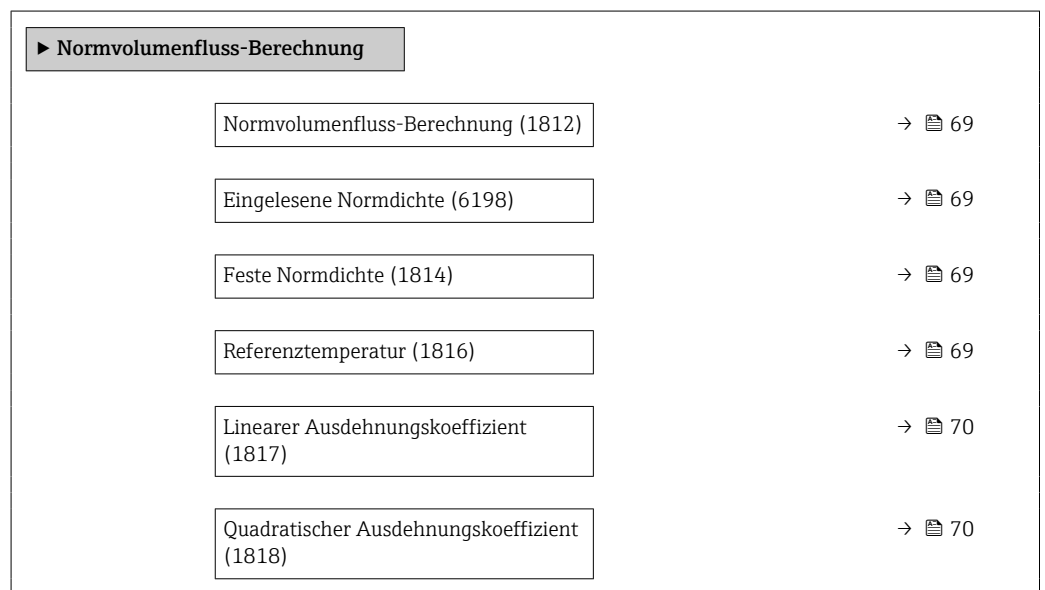 ▶ Normvolumenfluss-Berechnung
Normvolumenfluss-Berechnung (1812) → 69
Eingelesene Normdichte (6198) → 69
Feste Normdichte (1814) → 69
Referenztemperatur (1816) → 69
Linearer Ausdehnungskoeffizient → 70
(1817)
Quadratischer Ausdehnungskoeffizient → 70
(1818)